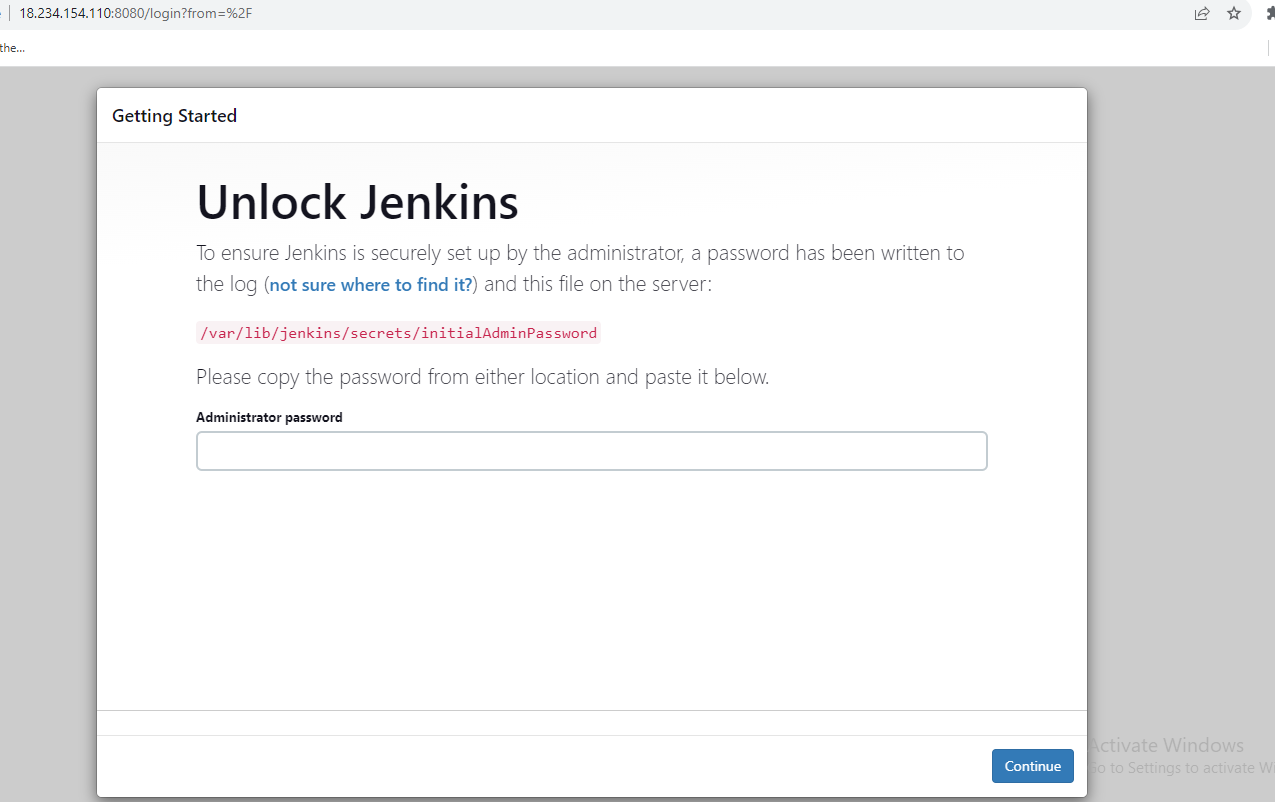 18.234.154.110:8080/login?from=%2F
the...
Getting Started
Unlock Jenkins
To ensure Jenkins is securely set up by the administrator, a password has been written to
the log (not sure where to find it?) and this file on the server:
/var/lib/jenkins/secrets/initialAdminPassword
Please copy the password from either location and paste it below.
Administrator password
Activate Windows
Go to Settings to activate Wi
Continue